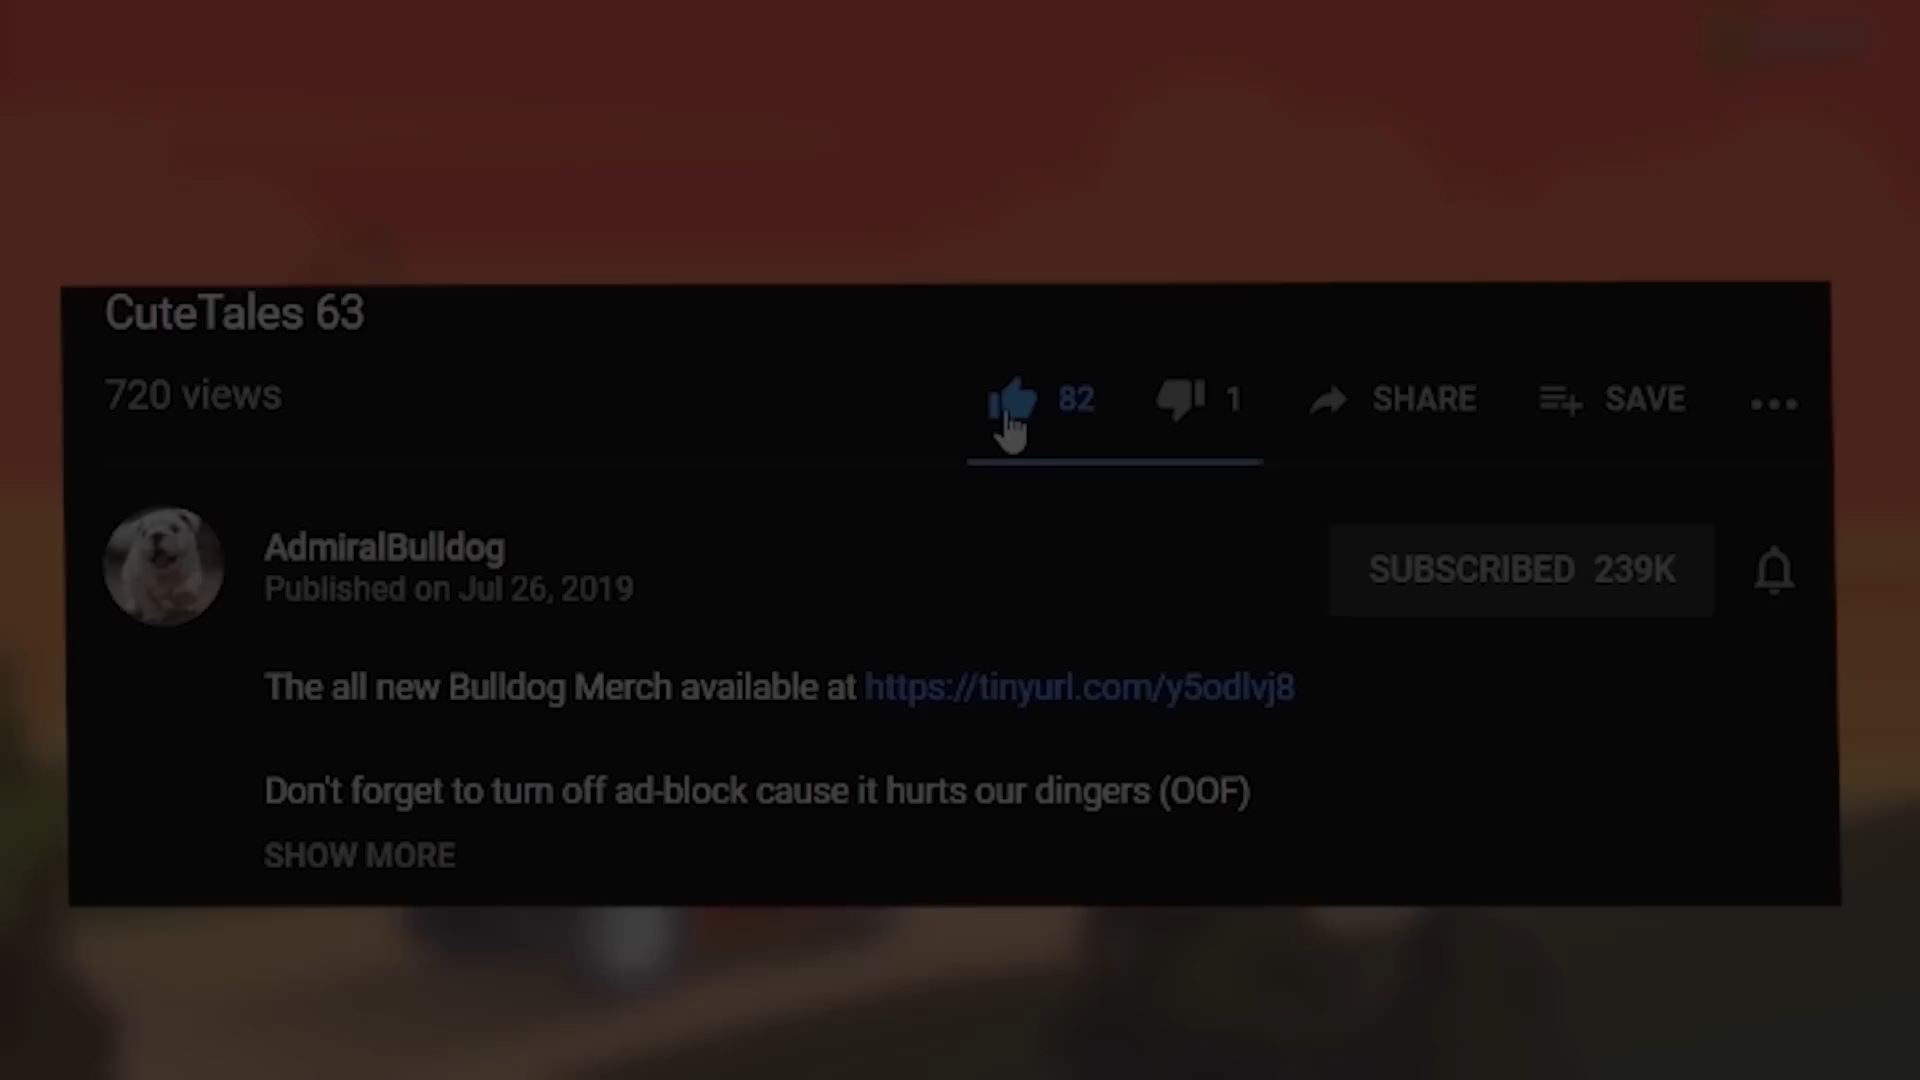 CuteTales 63
720 views
82 1 SHARE SAVE
AdmiralBulldog
Published on Jul 26, 2019
SUBSCRIBED 239K
The all new Bulldog Merch available at https://tinyurl.com/y5odlvj8
Don't forget to turn off ad-block cause it hurts our dingers (OOF)
SHOW MORE